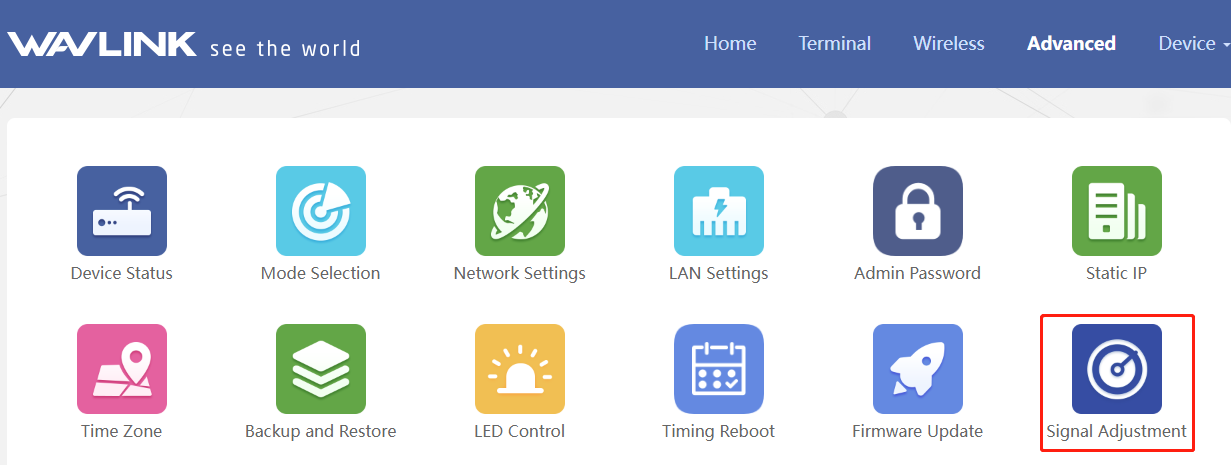 WAVLINK see the world Home Terminal Wireless Advanced Device
Device Status Mode Selection Network Settings LAN Settings Admin Password Static IP
Time Zone Backup and Restore LED Control Timing Reboot Firmware Update Signal Adjustment